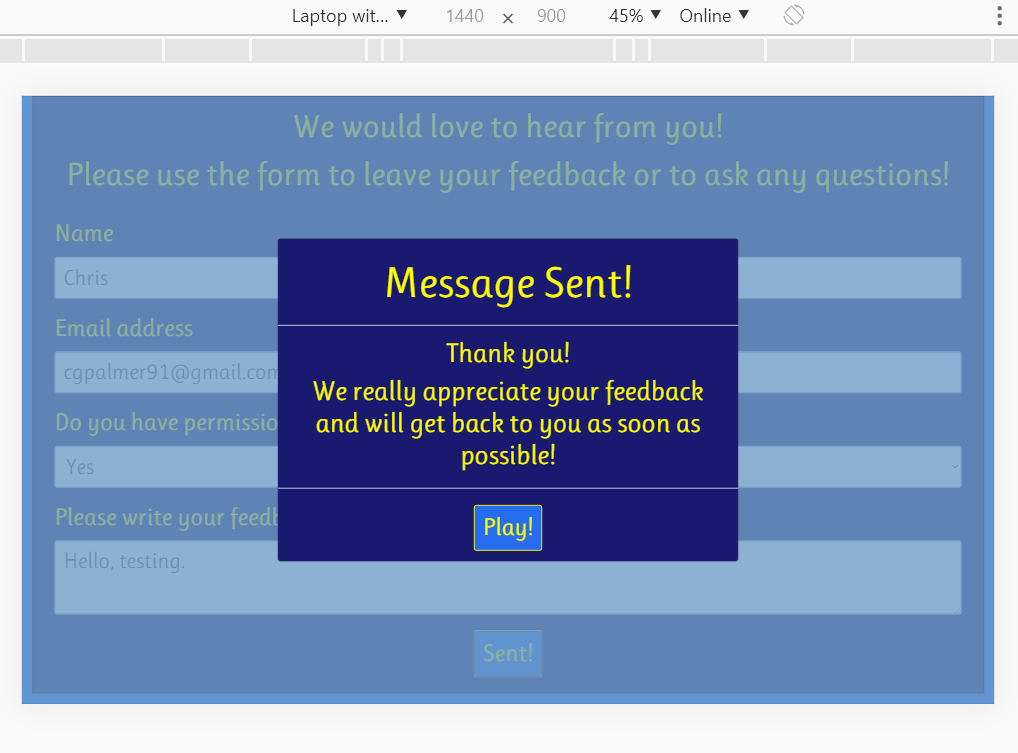 Laptop wit... ▼ 1440 × 900 45% ▼ Online ▼
We would love to hear from you!
Please use the form to leave your feedback or to ask any questions!
Name
Chris
Email address
cgpalmer91@gmail.com
Do you have permissio
Yes
Please write your feedb
Hello, testing.
Sent!
Message Sent!
Thank you!
We really appreciate your feedback
and will get back to you as soon as
possible!
Play!